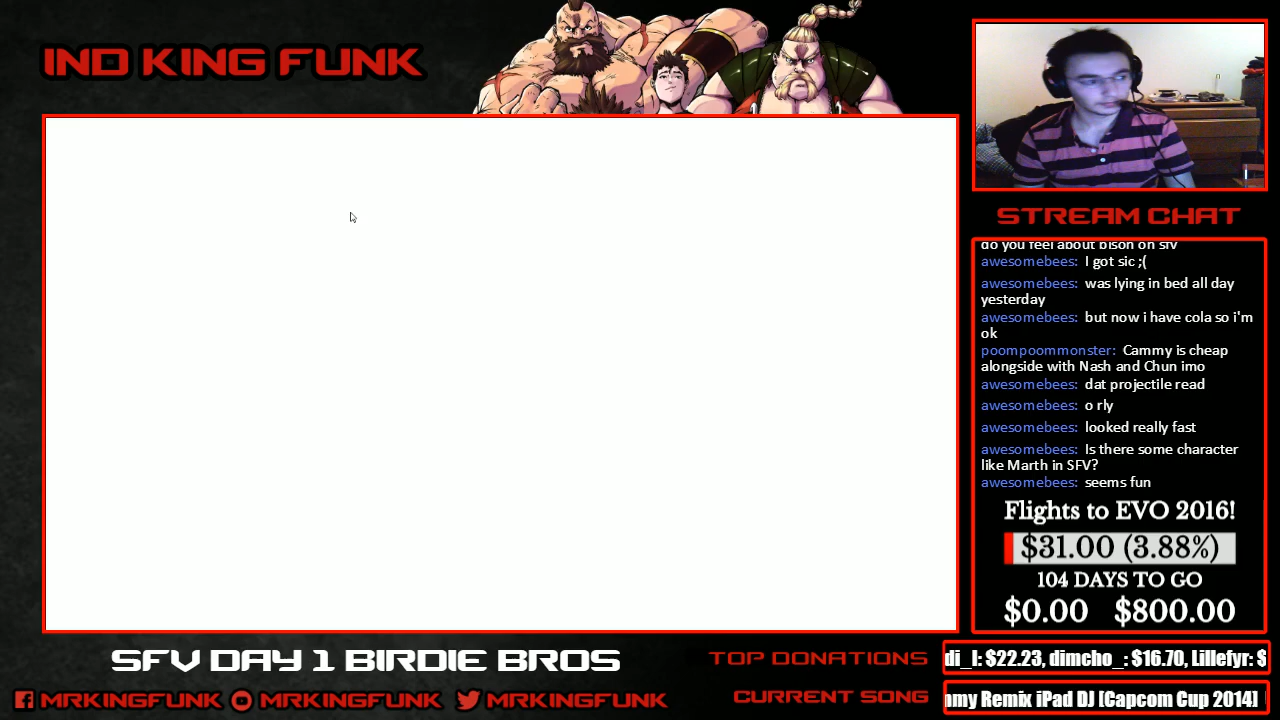 IND KING FUNK
STREAM CHAT
do you feel about bison on sfv
awesomebees: I got sic ;(
awesomebees: was lying in bed all day
yesterday
awesomebees: but now i have cola so i'm
ok
poompoommonster: Cammy is cheap
alongside with Nash and Chun imo
awesomebees: dat projectile read
awesomebees: o rly
awesomebees: looked really fast
awesomebees: Is there some character
like Marth in SFV?
awesomebees: seems fun
Flights to EVO 2016!
$31.00 (3.88%)
104 DAYS TO GO
$0.00 $800.00
SFV DAY 1 BIRDIE BROS
TOP DONATIONS
di_I: $22.23, dimcho_: $16.70, Lillefyr: $
MRKINGFUNK MRKINGFUNK MRKINGFUNK
CURRENT SONG
my Remix iPad DJ [Capcom Cup 2014]